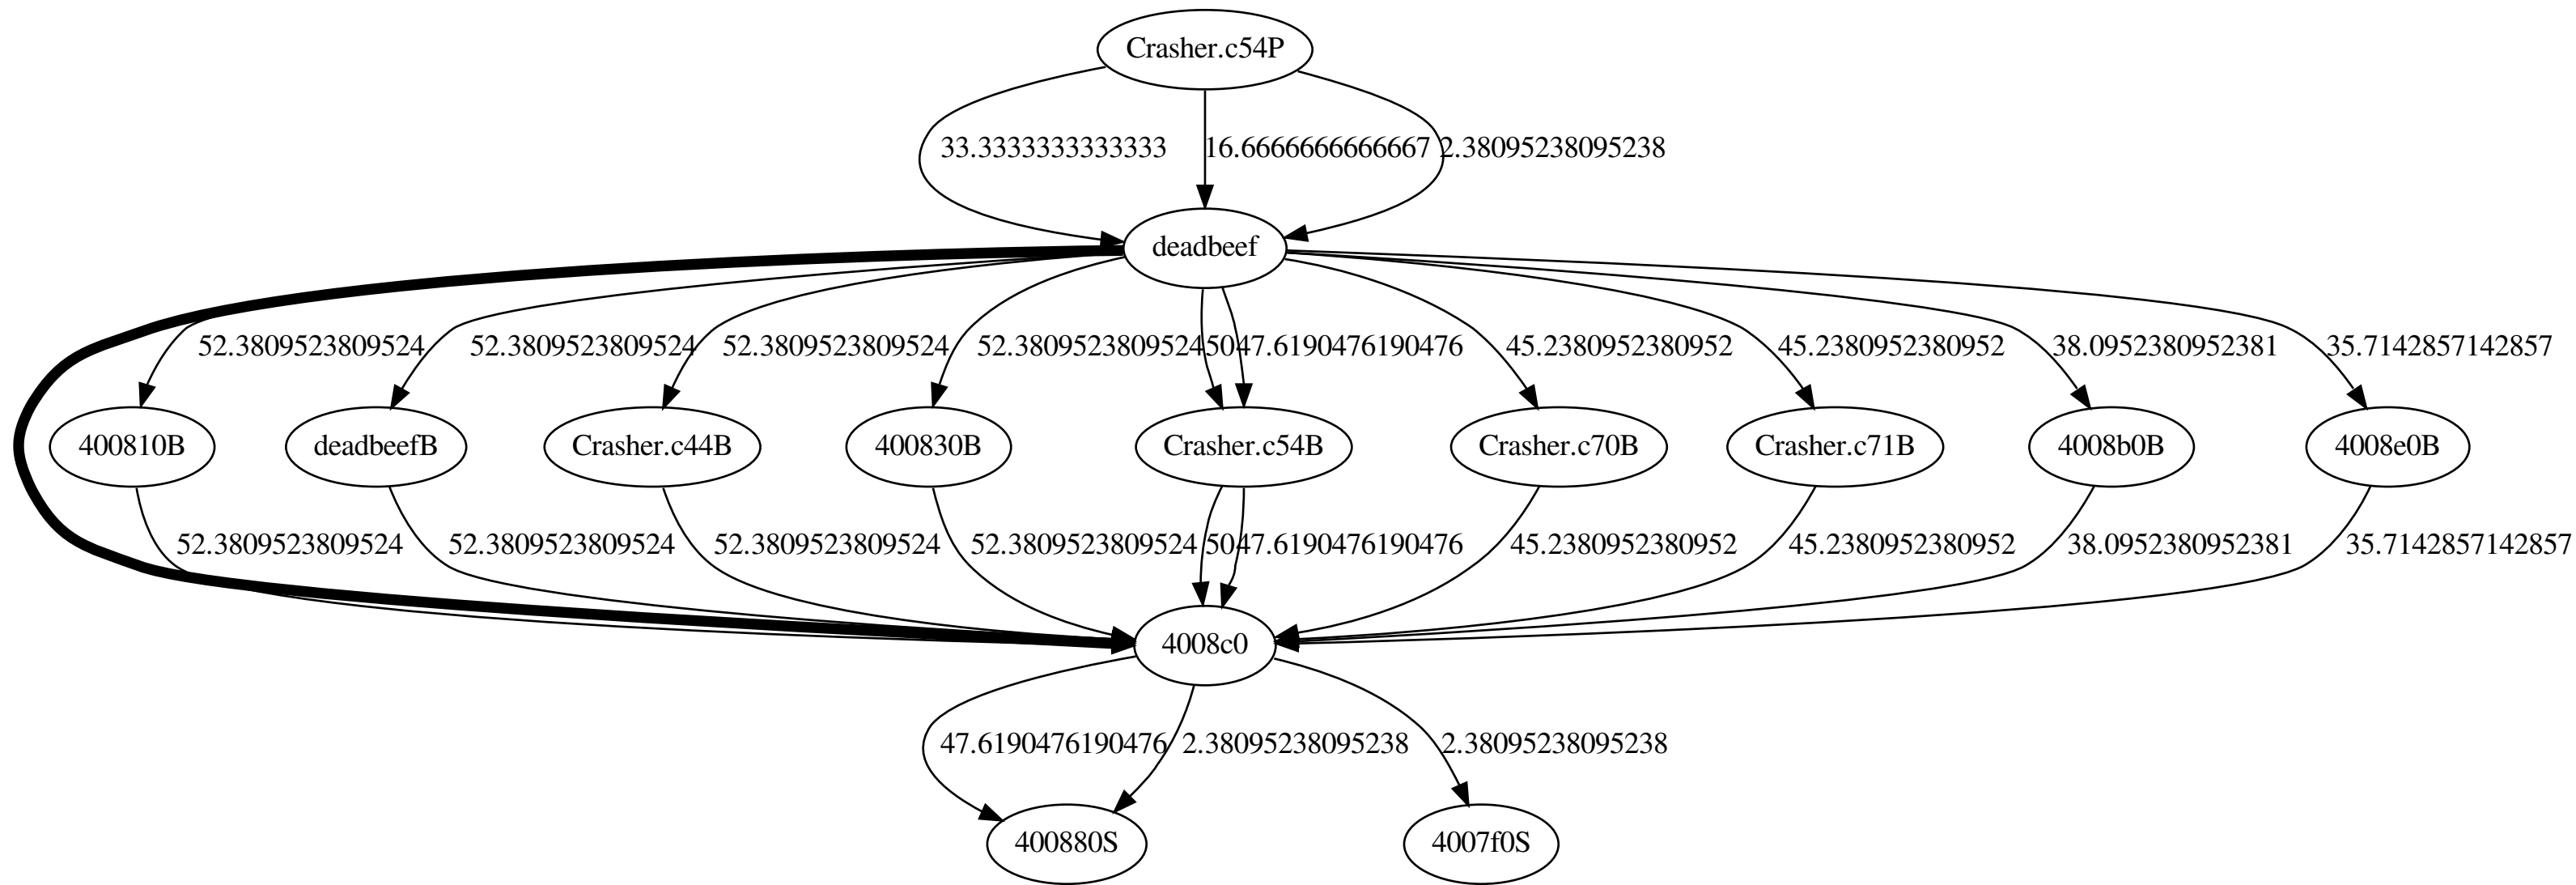 Crasher.c54P
33.3333333333333 16.6666666666667 2.38095238095238
deadbeef
52.3809523809524 52.3809523809524 52.3809523809524 52.3809523809524 50 47.6190476190476 45.2380952380952 45.2380952380952 38.0952380952381 35.7142857142857
400810B deadbeefB Crasher.c44B 400830B Crasher.c54B Crasher.c70B Crasher.c71B 4008b0B 4008e0B
52.3809523809524 52.3809523809524 52.3809523809524 52.3809523809524 50 47.6190476190476 45.2380952380952 45.2380952380952 38.0952380952381 35.7142857142857
4008c0
47.6190476190476 2.38095238095238 2.38095238095238
400880S 4007f0S